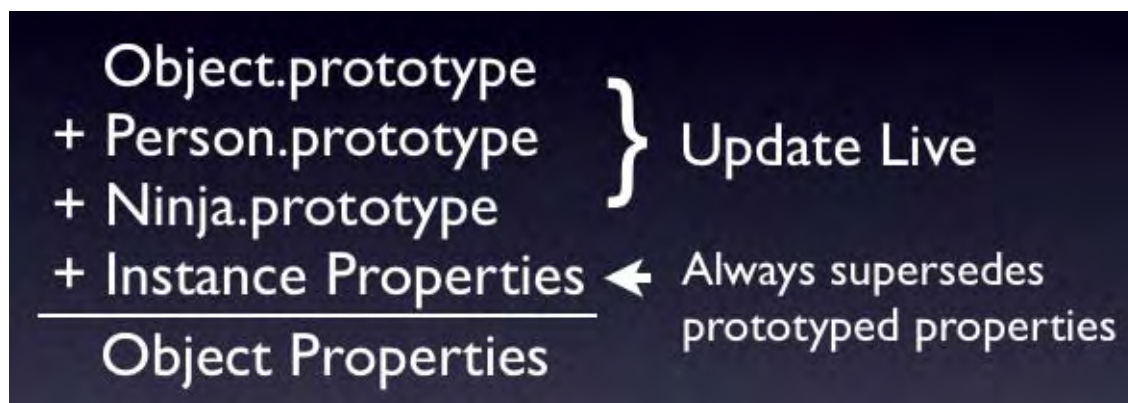 Object.prototype
+ Person.prototype
+ Ninja.prototype
} Update Live
+ Instance Properties
Always supersedes
prototyped properties
Object Properties